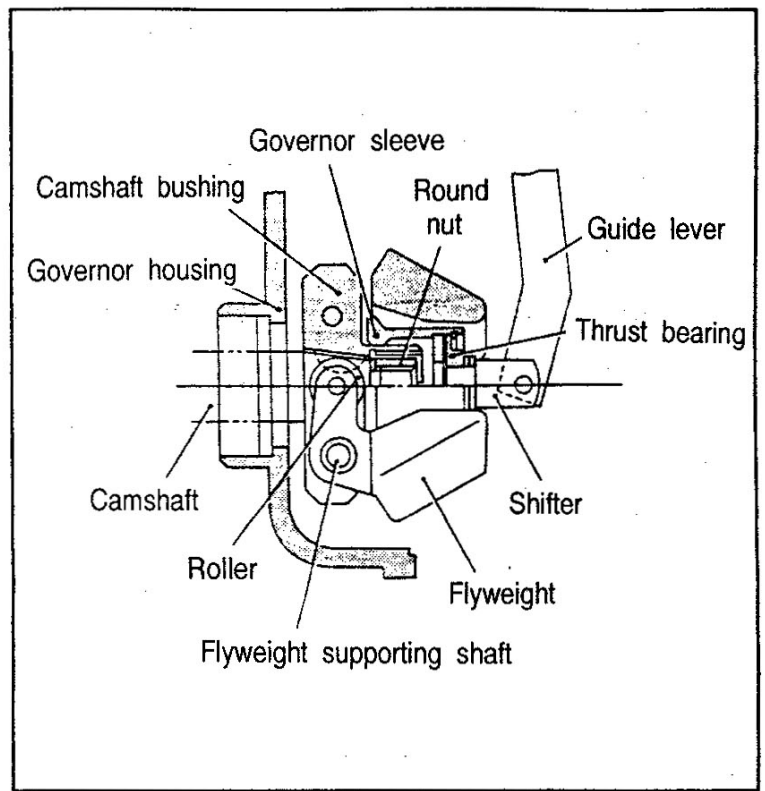 Governor sleeve
Camshaft bushing
Round
nut
Guide lever
Governor housing
Thrust bearing
Camshaft
Shifter
Roller
Flyweight
Flyweight supporting shaft